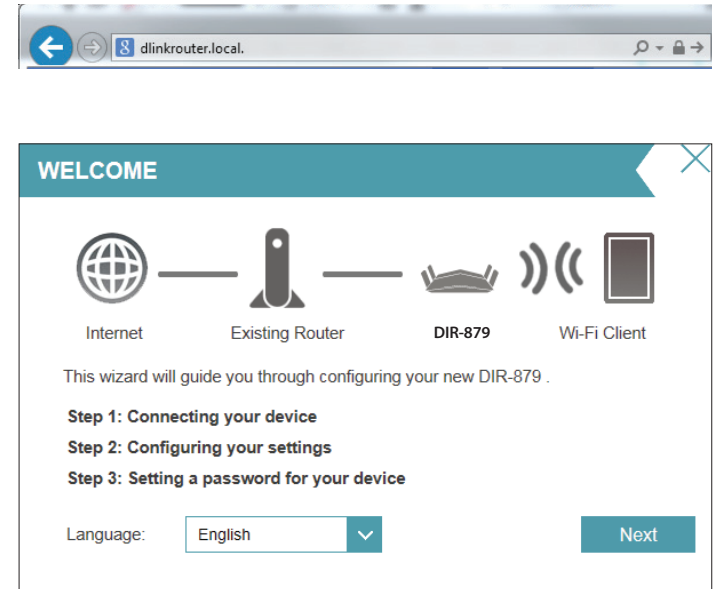 8 dlinkrouter.local.
WELCOME
Internet Existing Router DIR-879 Wi-Fi Client
This wizard will guide you through configuring your new DIR-879 .
Step 1: Connecting your device
Step 2: Configuring your settings
Step 3: Setting a password for your device
Language: English Next